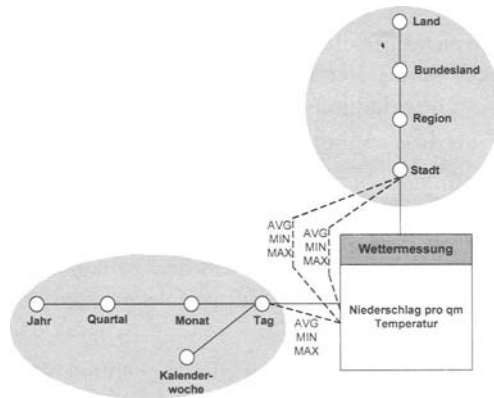 Land
Bundesland
Region
Stadt
AVG
MIN
MAX
AVG
MIN
MAX
Wettermessung
Niederschlag pro qm
Temperatur
Jahr
Quartal
Monat
Tag
AVG
MIN
MAX
Kalender-
woche